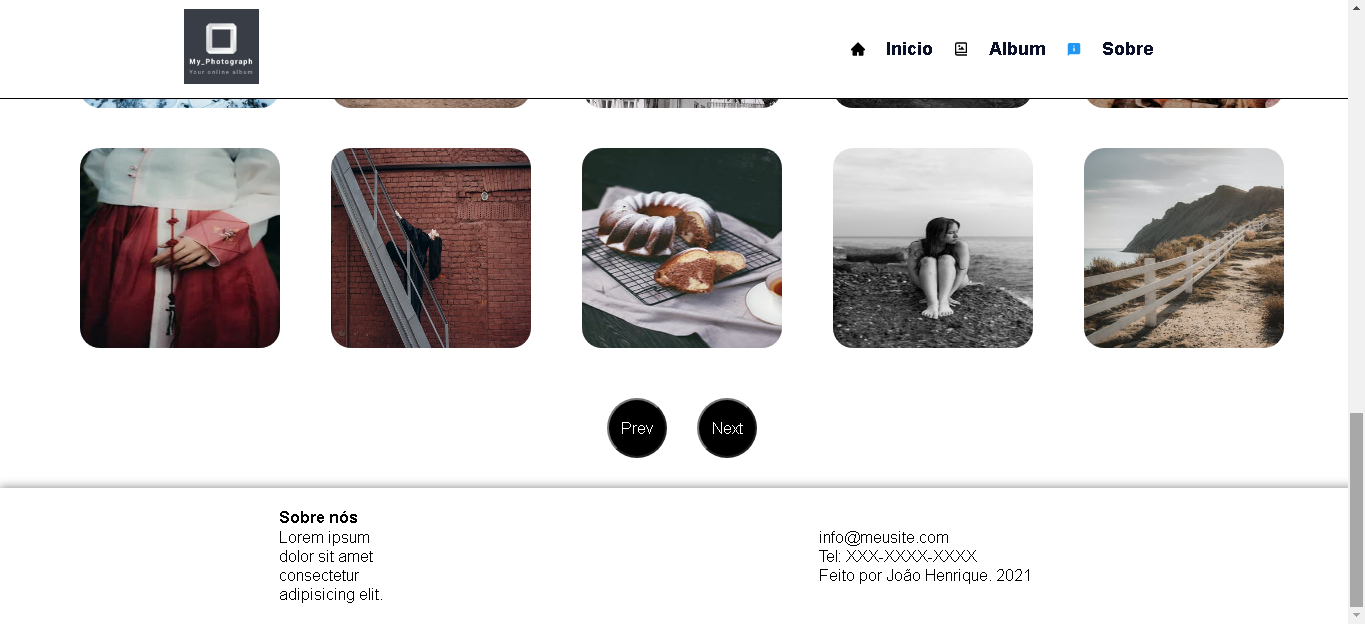 My_Photograph
Your online album
Inicio
Album
Sobre
Prev
Next
Sobre nós
Lorem ipsum
dolor sit amet
consectetur
adipisicing elit.
info@meusite.com
Tel: XXX-XXXX-XXXX
Feito por João Henrique. 2021